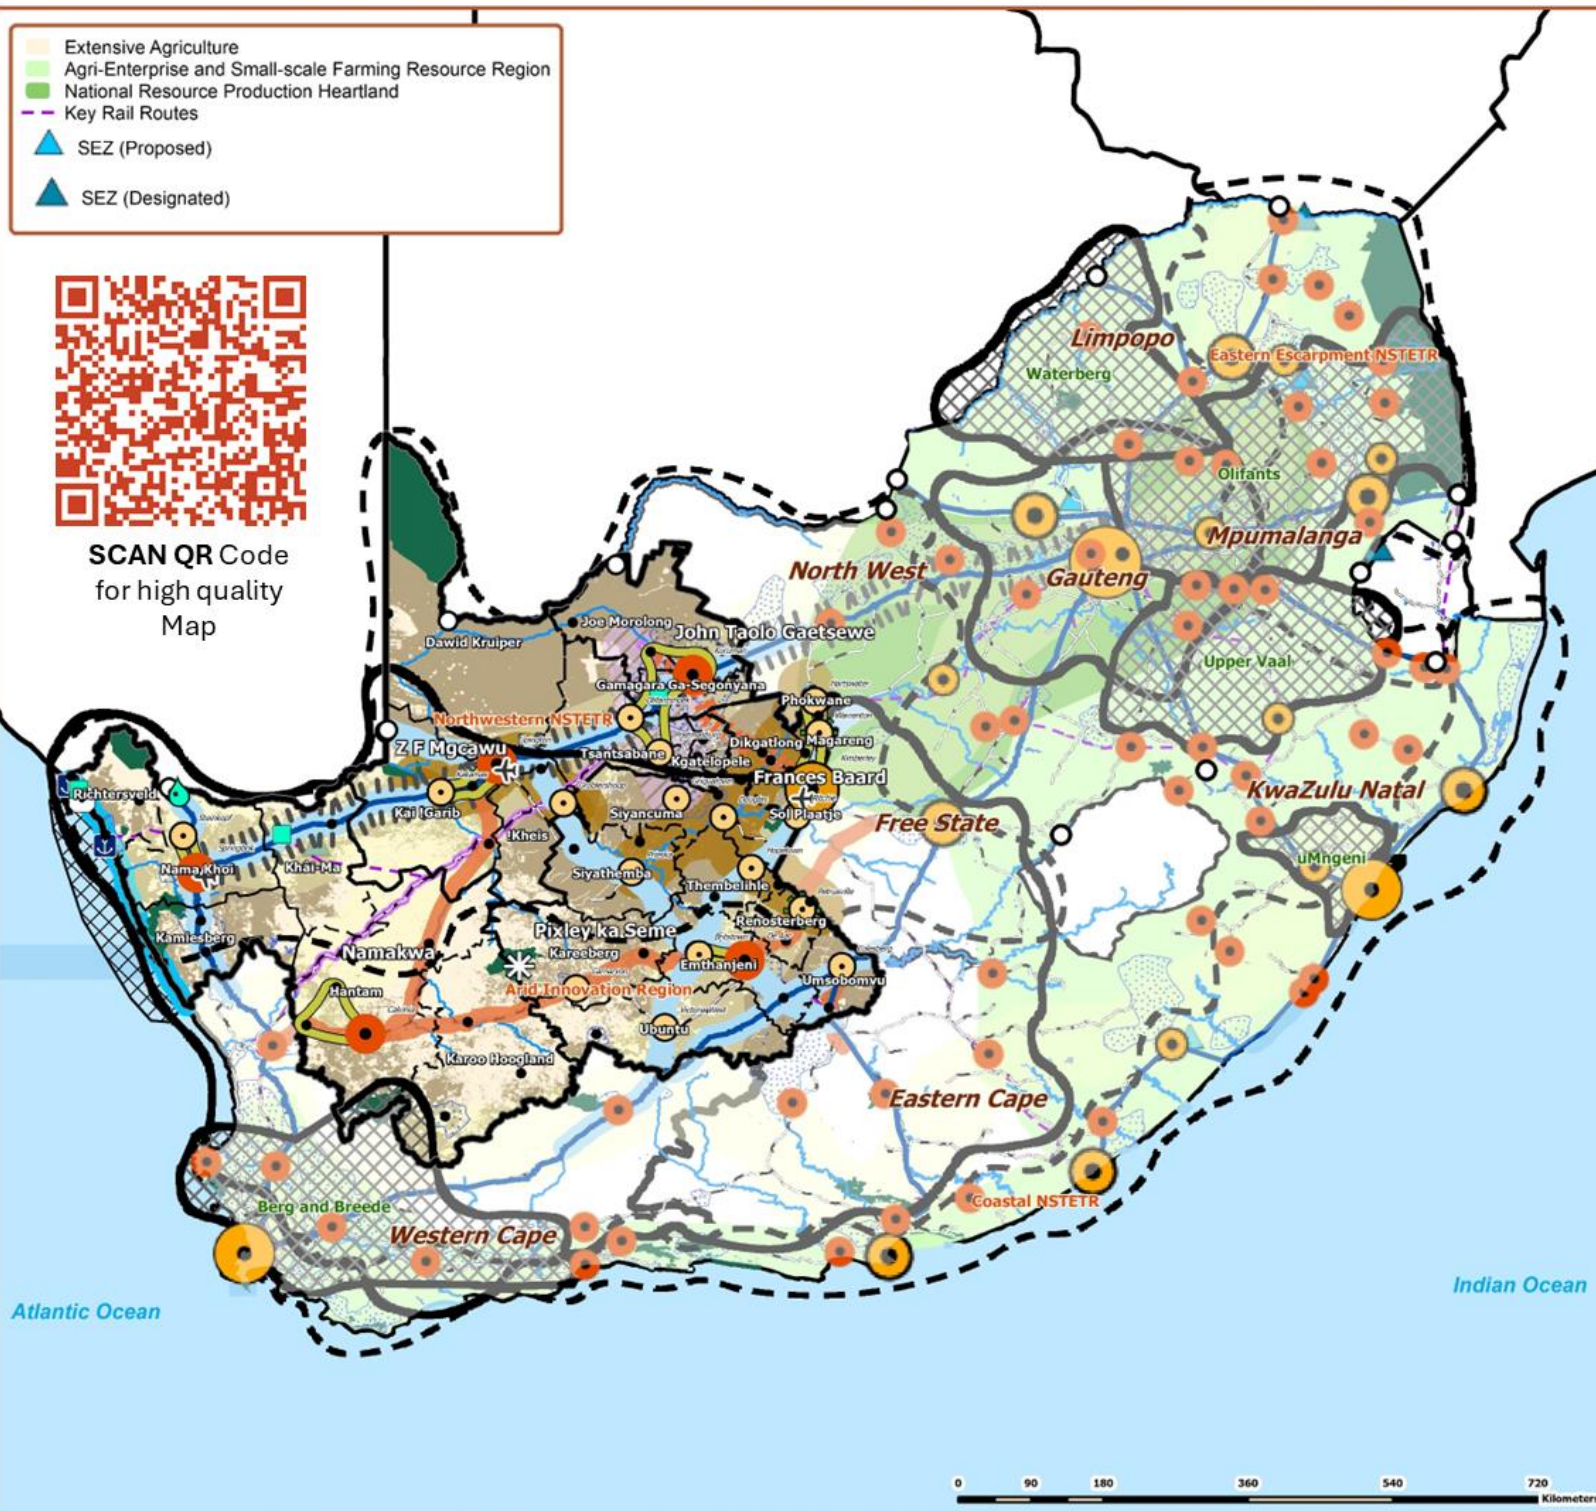 Extensive Agriculture
Agri-Enterprise and Small-scale Farming Resource Region
National Resource Production Heartland
Key Rail Routes
SEZ (Proposed)
SEZ (Designated)
SCAN QR Code
for high quality
Map
Limpopo
Eastern Escarpment NSTETR
Waterberg
Olifants
Mpumalanga
North West
Gauteng
Joe Morolong
John Taolo Gaetsewe
Dawid Kruiper
Upper Vaal
Gamagara
Ga-Segonyana
Phokwane
Northwestern NSTETR
Z F Mgcawu
Tsantsabane
Dikgatlong
Magareng
Kgatelopele
Frances Baard
Richtersveld
Kai !Garib
Siyancuma
Sol Plaatje
KwaZulu Natal
Free State
!Kheis
Nama Khoi
Khâi-Ma
Siyathemba
Thembelihle
uMngeni
Renosterberg
Kamiesberg
Pixley ka Seme
Namakwa
Kareeberg
Emthanjeni
Umsobomvu
Hantam
Arid Innovation Region
Calvinia
Ubuntu
Karoo Hoogland
Eastern Cape
Coastal NSTETR
Berg and Breede
Western Cape
Atlantic Ocean
Indian Ocean
0 90 180 360 540 720
Kilometers